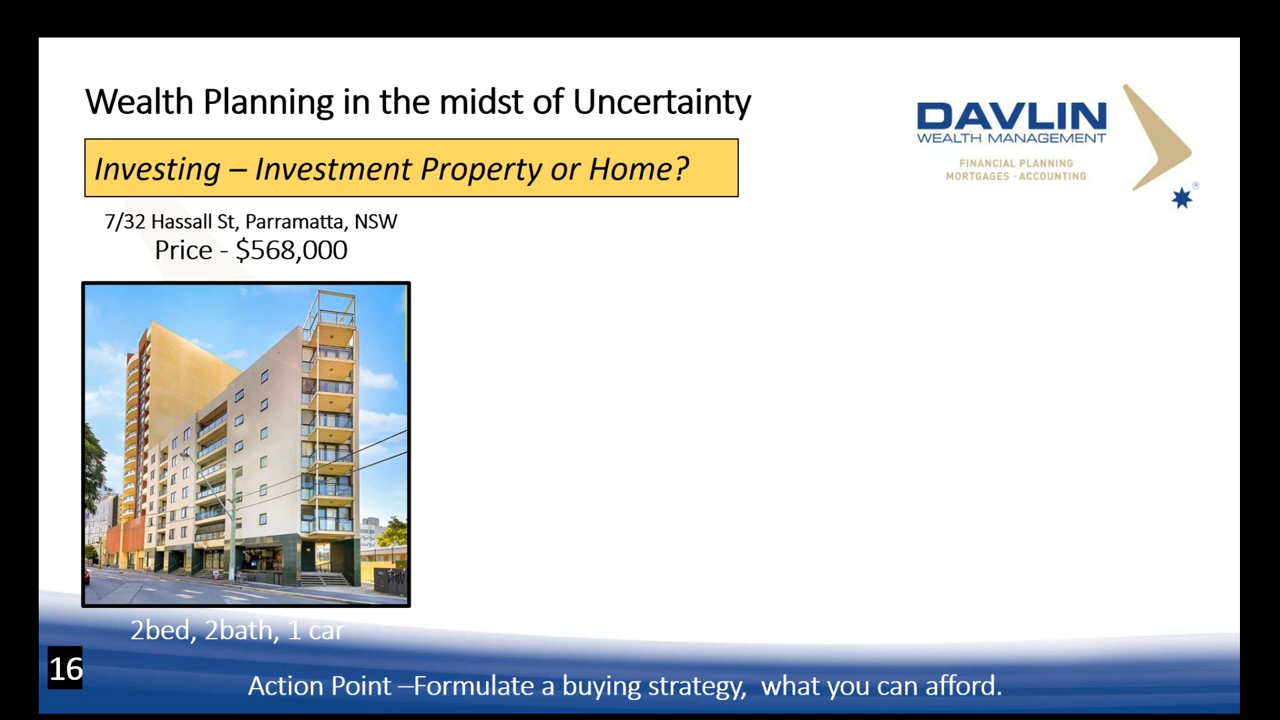 Wealth Planning in the midst of Uncertainty
DAVLIN
WEALTH MANAGEMENT
FINANCIAL PLANNING
MORTGAGES · ACCOUNTING
®
Investing – Investment Property or Home?
7/32 Hassall St, Parramatta, NSW
Price - $568,000
2bed, 2bath, 1 car
16
Action Point –Formulate a buying strategy, what you can afford.